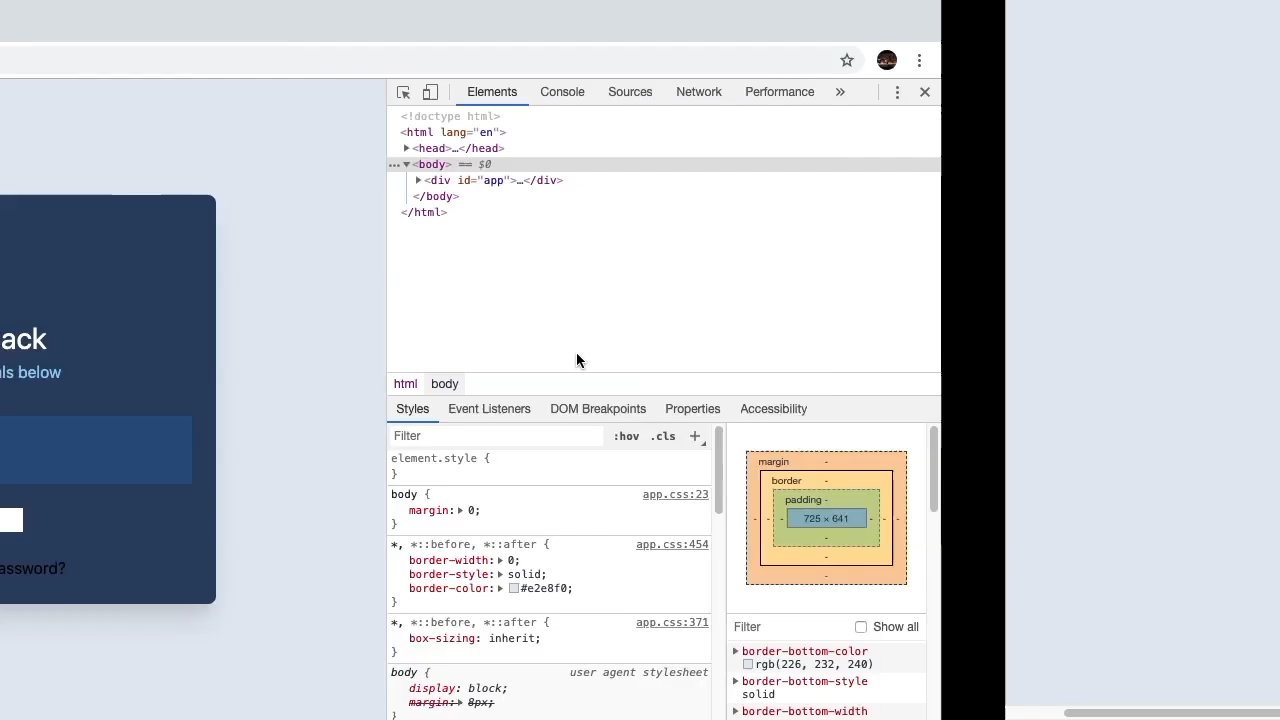 Elements Console Sources Network Performance »
<!doctype html>
<html lang="en">
<head>…</head>
<body> == $0
<div id="app">…</div>
</body>
</html>
ack
ls below
assword?
html body
Styles Event Listeners DOM Breakpoints Properties Accessibility
Filter :hov .cls +
element.style {
}
body { app.css:23
margin: 0;
}
*, *::before, *::after { app.css:454
border-width: 0;
border-style: solid;
border-color: #e2e8f0;
}
*, *::before, *::after { app.css:371
box-sizing: inherit;
}
body { user agent stylesheet
display: block;
margin: 8px;
}
margin -
border -
padding -
- - - 725 × 641 - - -
-
-
-
Filter Show all
border-bottom-color
rgb(226, 232, 240)
border-bottom-style
solid
border-bottom-width